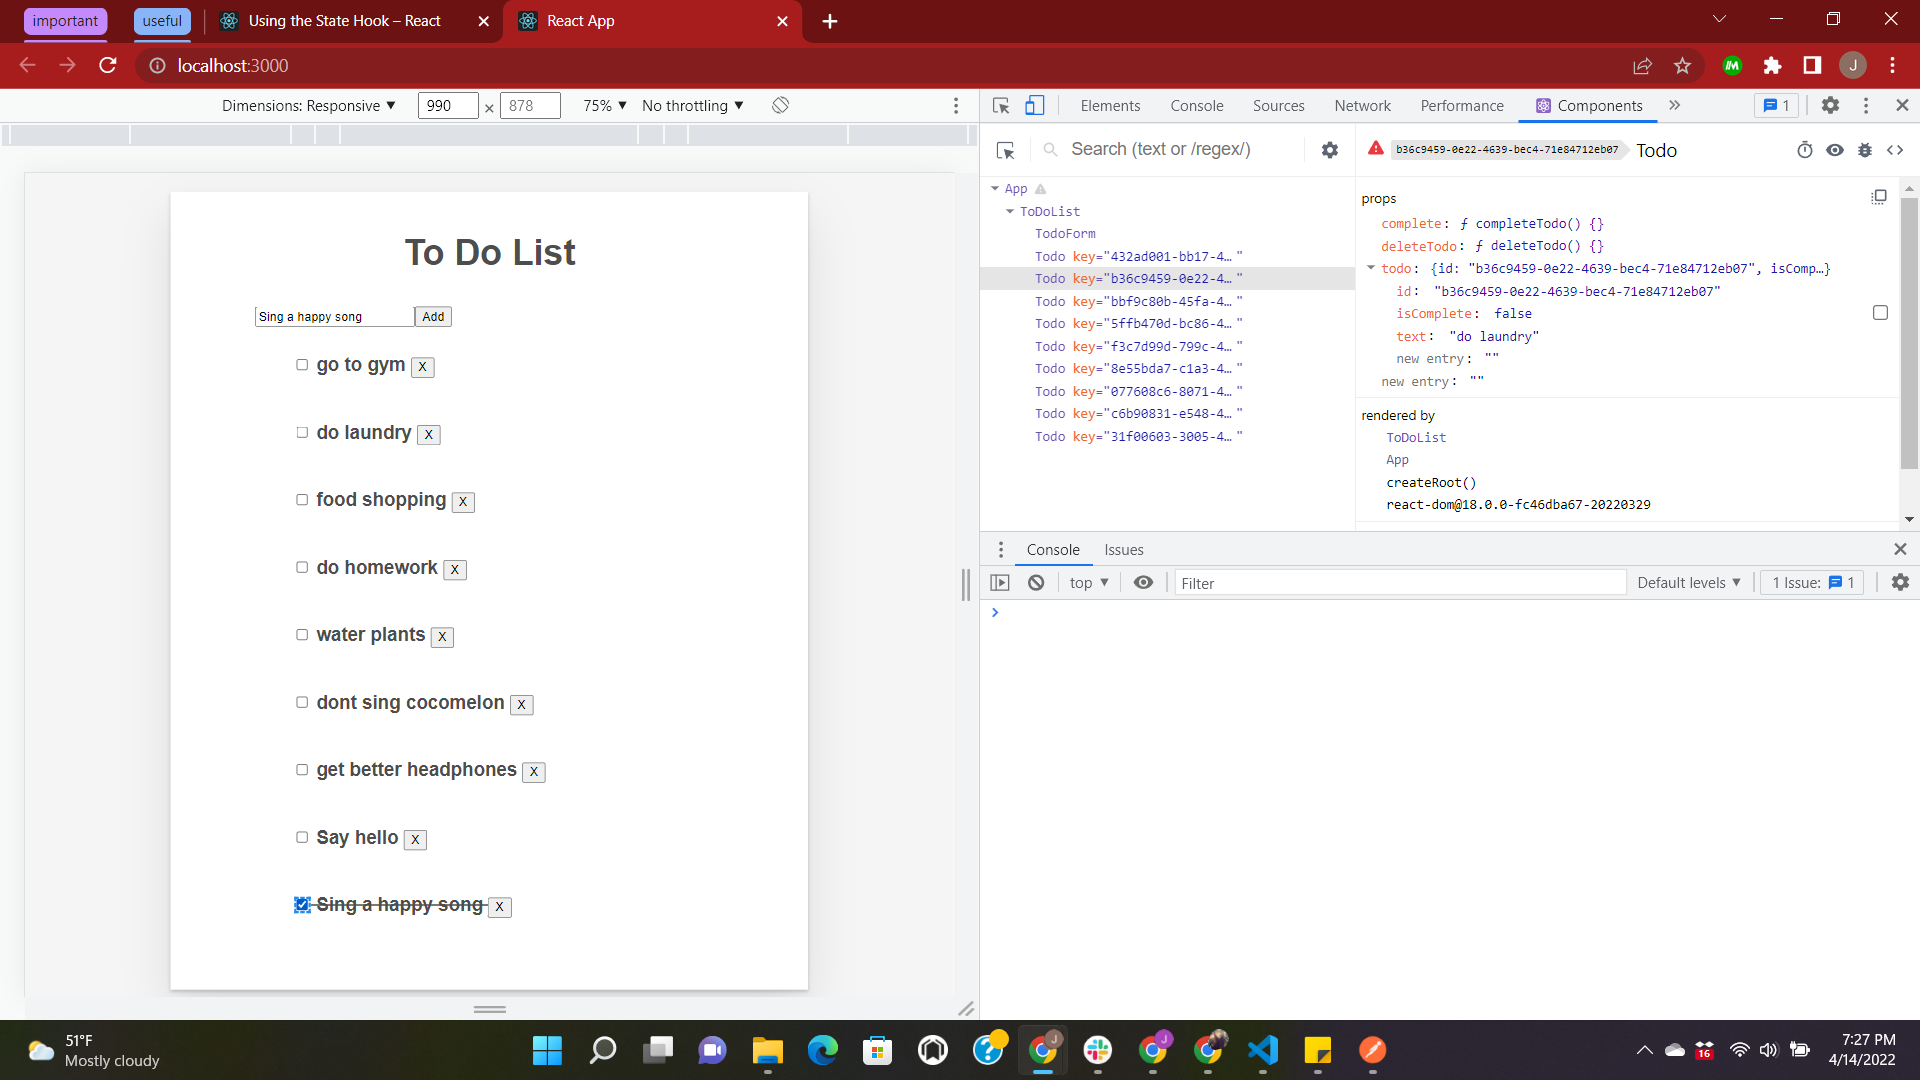 important
useful
Using the State Hook – React
React App
localhost:3000
J
Dimensions: Responsive ▼ 990 × 878 75% ▼ No throttling ▼
To Do List
Sing a happy song Add
go to gym X
do laundry X
food shopping X
do homework X
water plants X
dont sing cocomelon X
get better headphones X
Say hello X
Sing a happy song X
Elements Console Sources Network Performance Components » 1
Search (text or /regex/)
b36c9459-0e22-4639-bec4-71e84712eb07 Todo
App
ToDoList
TodoForm
Todo key="432ad001-bb17-4… "
Todo key="b36c9459-0e22-4… "
Todo key="bbf9c80b-45fa-4… "
Todo key="5ffb470d-bc86-4… "
Todo key="f3c7d99d-799c-4… "
Todo key="8e55bda7-c1a3-4… "
Todo key="077608c6-8071-4… "
Todo key="c6b90831-e548-4… "
Todo key="31f00603-3005-4… "
props
complete: ƒ completeTodo() {}
deleteTodo: ƒ deleteTodo() {}
todo: {id: "b36c9459-0e22-4639-bec4-71e84712eb07", isComp…}
id: "b36c9459-0e22-4639-bec4-71e84712eb07"
isComplete: false
text: "do laundry"
new entry: ""
new entry: ""
rendered by
ToDoList
App
createRoot()
react-dom@18.0.0-fc46dba67-20220329
Console Issues
top ▼ Filter Default levels ▼ 1 Issue: 1
51°F
Mostly cloudy
J
J
16
7:27 PM
4/14/2022